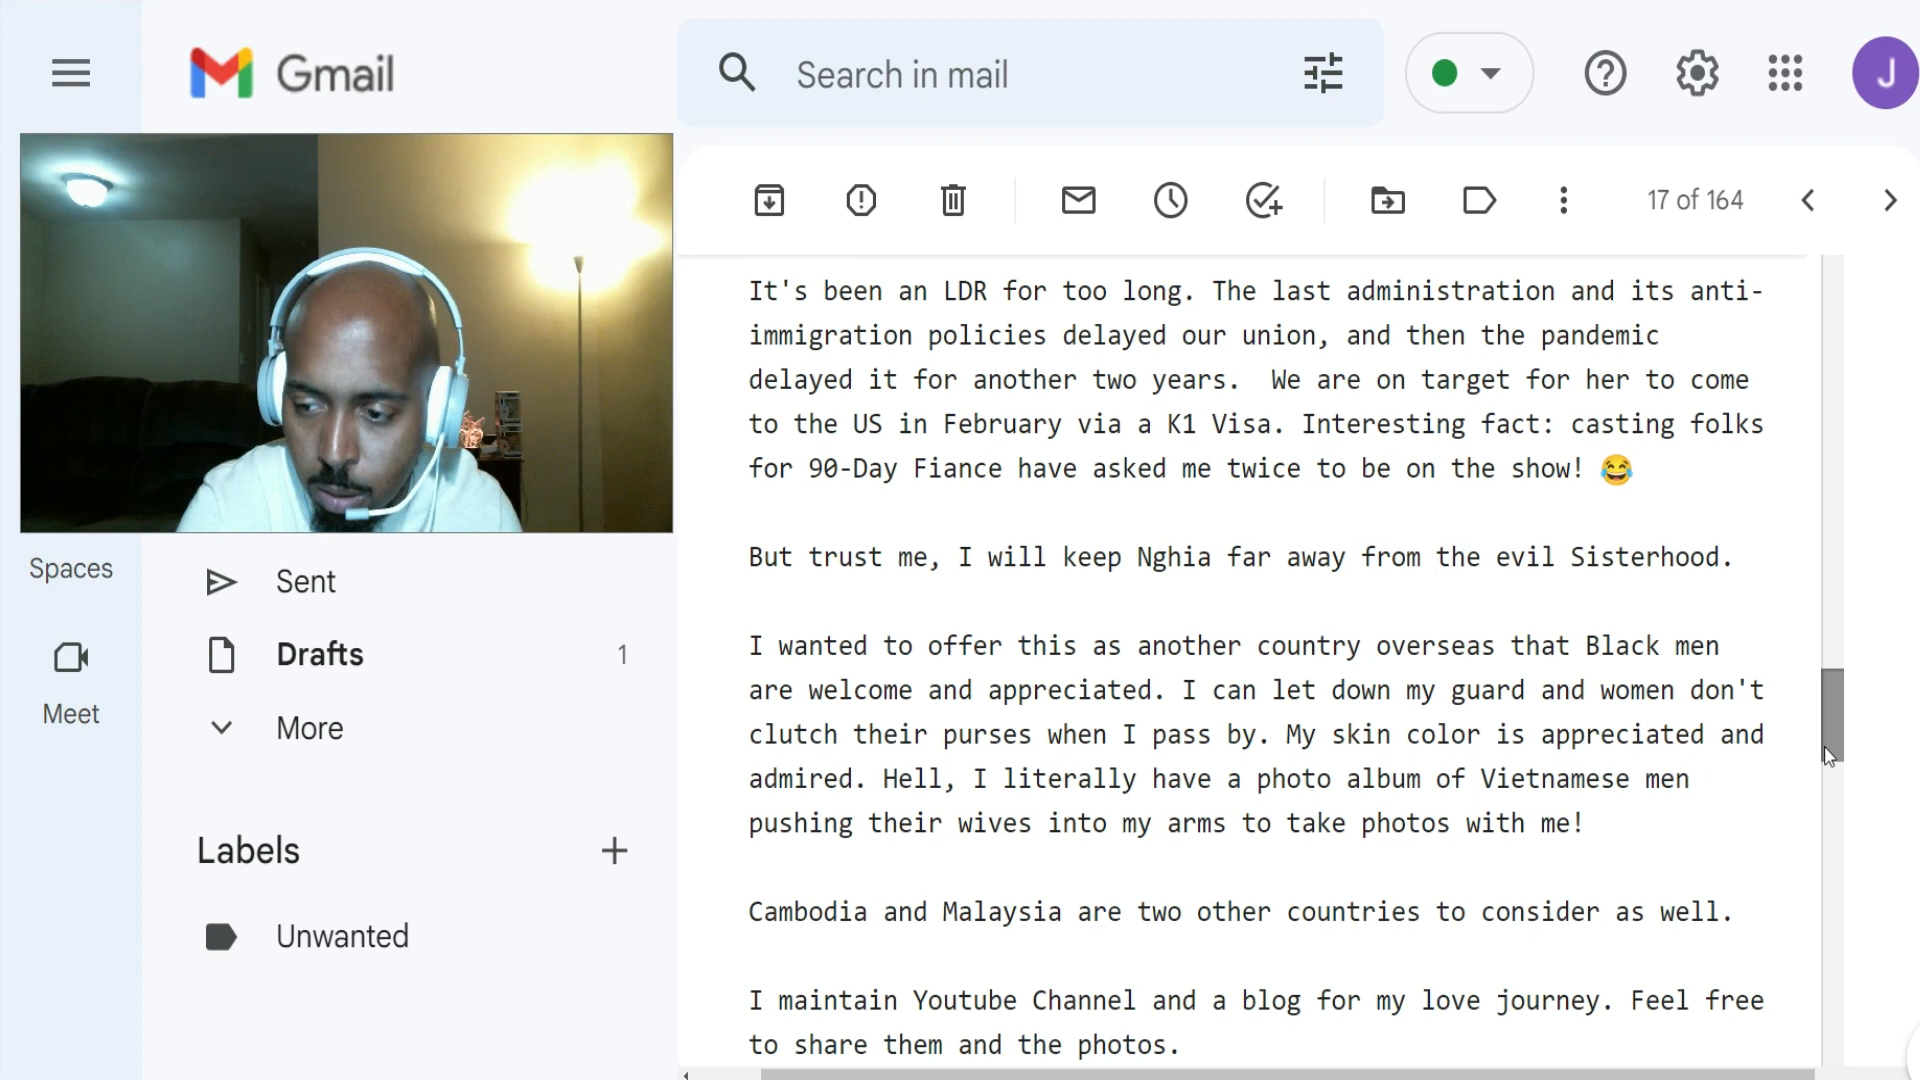 Gmail
Search in mail
J
17 of 164
Spaces
Meet
Sent
Drafts 1
More
Labels
Unwanted
It's been an LDR for too long. The last administration and its anti-
immigration policies delayed our union, and then the pandemic
delayed it for another two years.  We are on target for her to come
to the US in February via a K1 Visa. Interesting fact: casting folks
for 90-Day Fiance have asked me twice to be on the show! 😂
But trust me, I will keep Nghia far away from the evil Sisterhood.
I wanted to offer this as another country overseas that Black men
are welcome and appreciated. I can let down my guard and women don't
clutch their purses when I pass by. My skin color is appreciated and
admired. Hell, I literally have a photo album of Vietnamese men
pushing their wives into my arms to take photos with me!
Cambodia and Malaysia are two other countries to consider as well.
I maintain Youtube Channel and a blog for my love journey. Feel free
to share them and the photos.